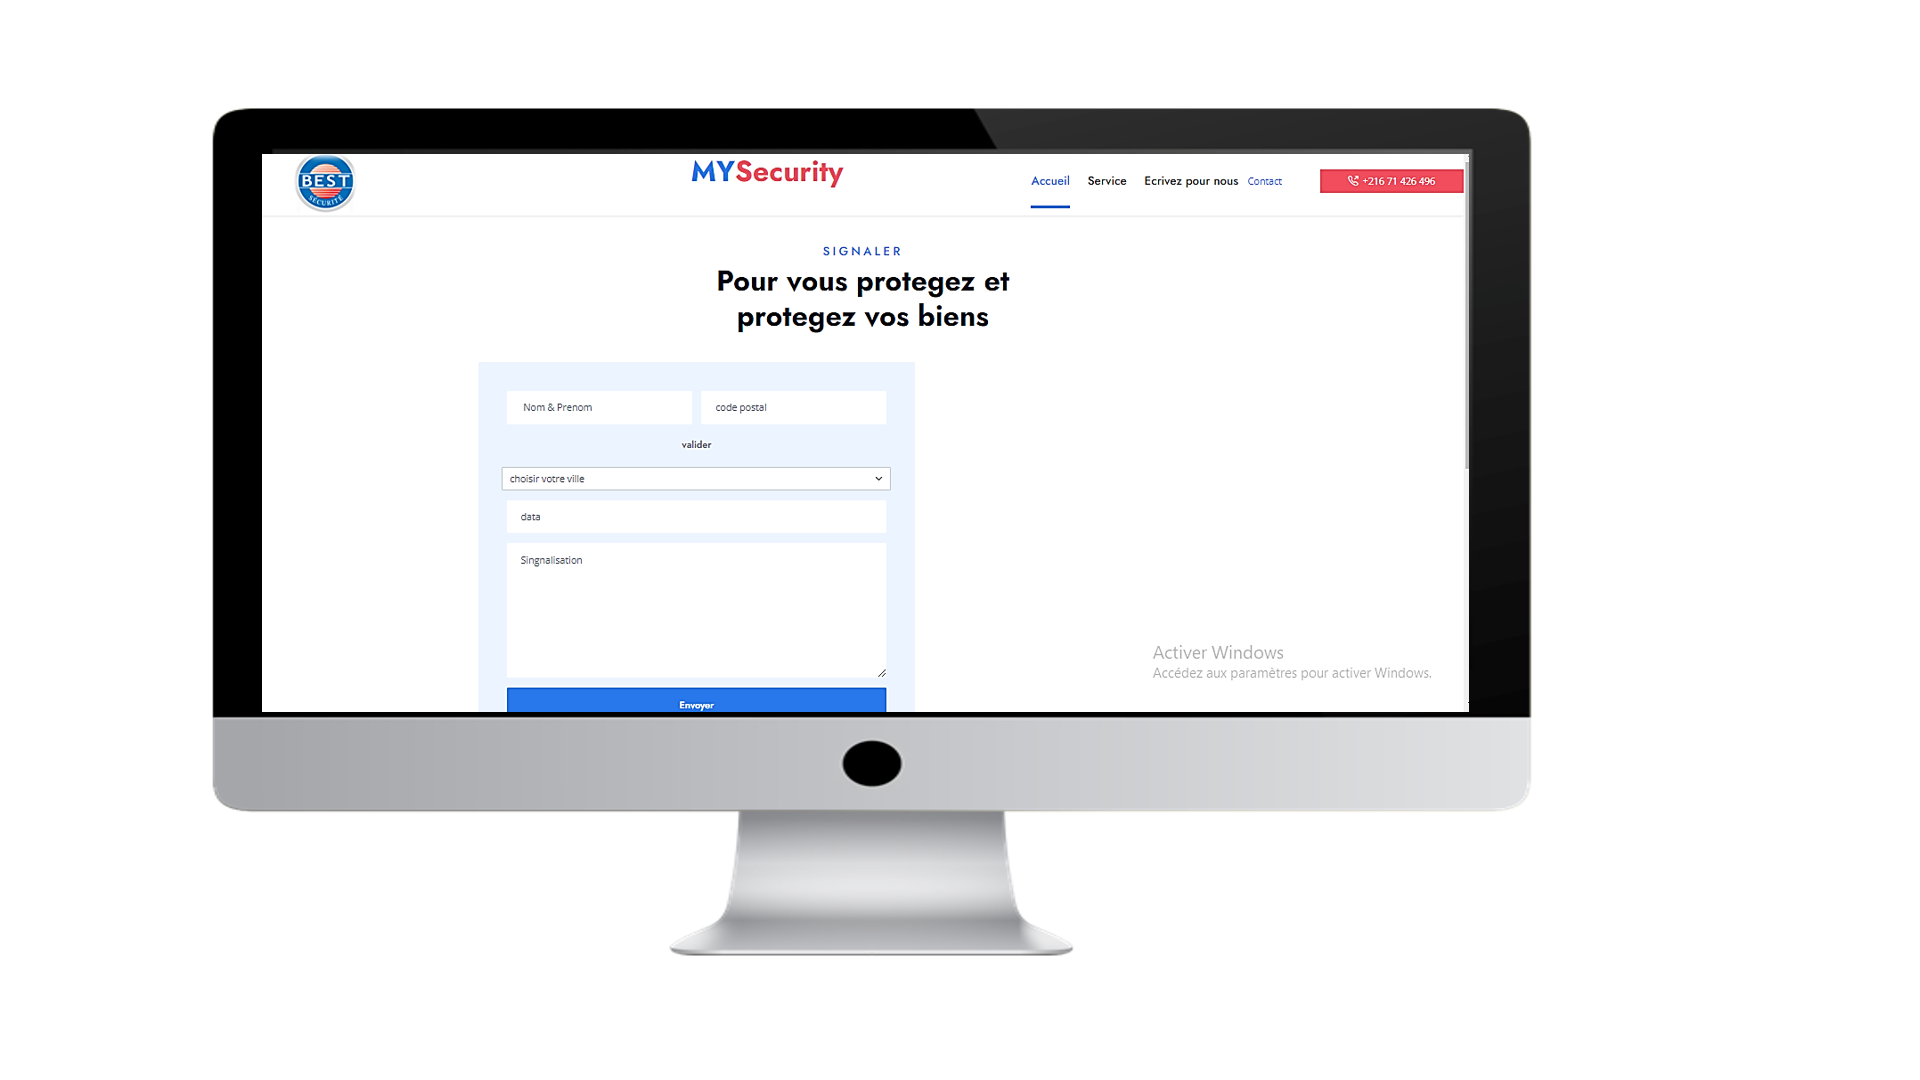 BEST
SECURITE
MYSecurity
Accueil Service Ecrivez pour nous Contact +216 71 426 496
SIGNALER
Pour vous protegez et
protegez vos biens
Nom & Prenom code postal
valider
choisir votre ville
data
Singnalisation
Envoyer
Activer Windows
Accédez aux paramètres pour activer Windows.